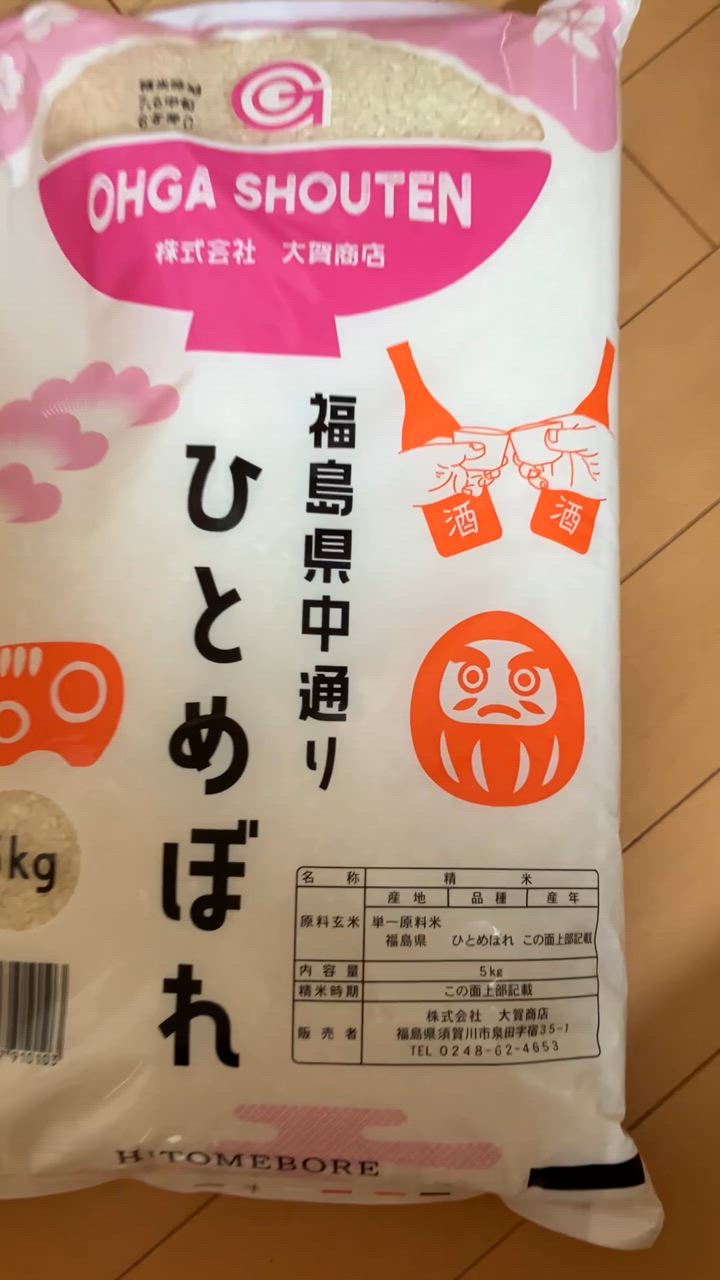 OHGA SHOUTEN
株式会社 大賀商店
福島県中通り
ひとめぼれ
酒
酒
kg
名 称 精 米
産 地 品 種 産 年
原料玄米 単一原料米
福島県 ひとめぼれ この面上部記載
内 容 量 5kg
精米時期 この面上部記載
販 売 者 株式会社 大賀商店
福島県須賀川市泉田字宿35-1
TEL 0248-62-4653
910103
HITOMEBORE